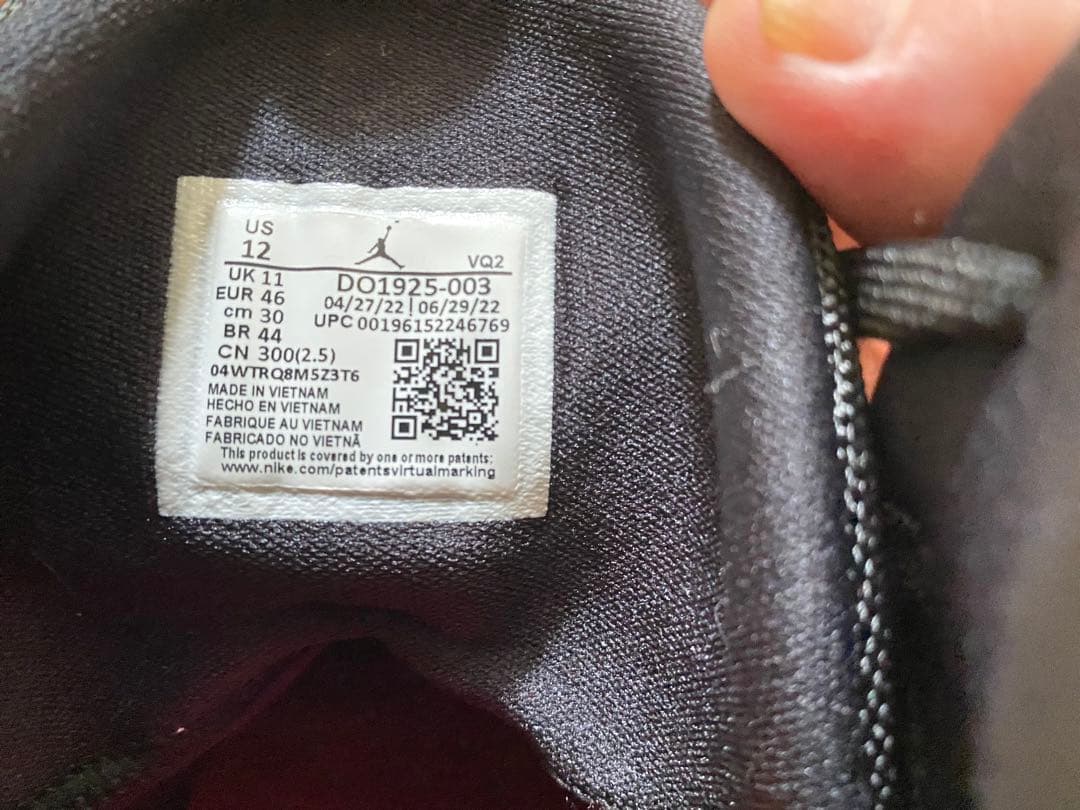 US
12
VQ2
UK 11
DO1925-003
EUR 46
04/27/22 | 06/29/22
cm 30
UPC 00196152246769
BR 44
CN 300(2.5)
04WTRQ8M5Z3T6
MADE IN VIETNAM
HECHO EN VIETNAM
FABRIQUE AU VIETNAM
FABRICADO NO VIETNÃ
This product is covered by one or more patents:
www.nike.com/patentsvirtualmarking